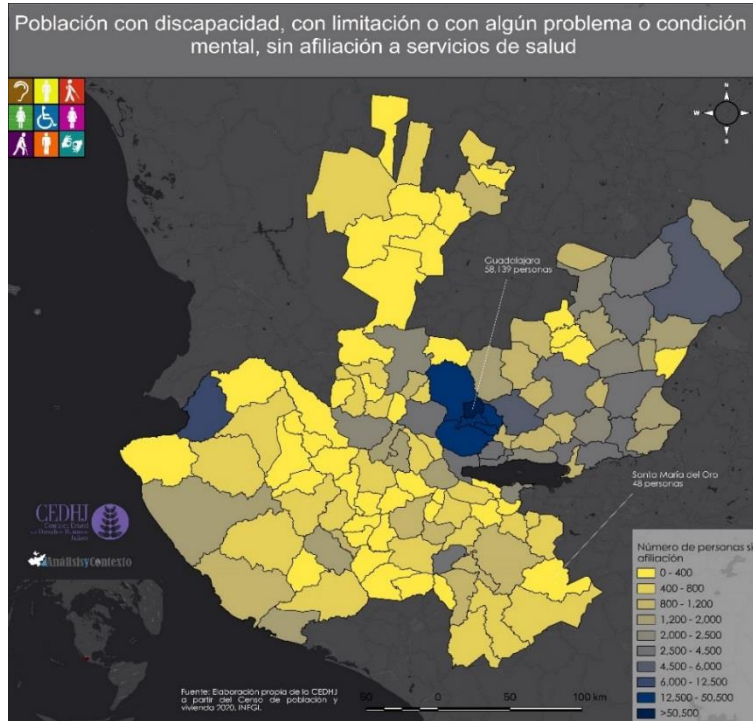 Población con discapacidad, con limitación o con algún problema o condición
mental, sin afiliación a servicios de salud
N
W
S
Guadalajara
58,139 personas
Santa María del Oro
48 personas
CEDHJ
AnálisisyContexto
Número de personas si
afiliación
0 - 400
400 - 800
800 - 1,200
1,200 - 2,000
2,000 - 2,500
2,500 - 4,500
4,500 - 6,000
6,000 - 12,500
12,500 - 50,500
>50,500
Fuente: Elaboración propia de la CEDHJ
a partir del Censo de población y
vivienda 2020, INEGI.
50 0 50 100 km